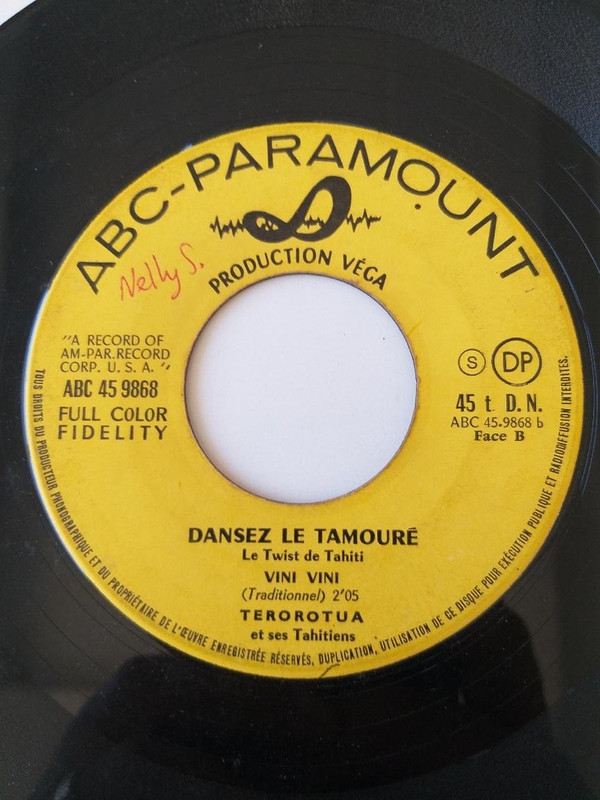 ABC-PARAMOUNT
Nelly S.
PRODUCTION VÉGA
"A RECORD OF
AM-PAR.RECORD
CORP. U. S. A. "
ABC 45 9868
FULL COLOR
FIDELITY
S DP
45 t. D. N.
ABC 45-9868 b
Face B
DANSEZ LE TAMOURÉ
Le Twist de Tahiti
VINI VINI
(Traditionnel) 2'05
TEROROTUA
et ses Tahitiens
TOUS DROITS DU PRODUCTEUR PHONOGRAPHIQUE ET DU PROPRIÉTAIRE DE L'ŒUVRE ENREGISTRÉE RÉSERVÉS, DUPLICATION, UTILISATION DE CE DISQUE POUR EXÉCUTION PUBLIQUE ET RADIODIFFUSION INTERDITES.